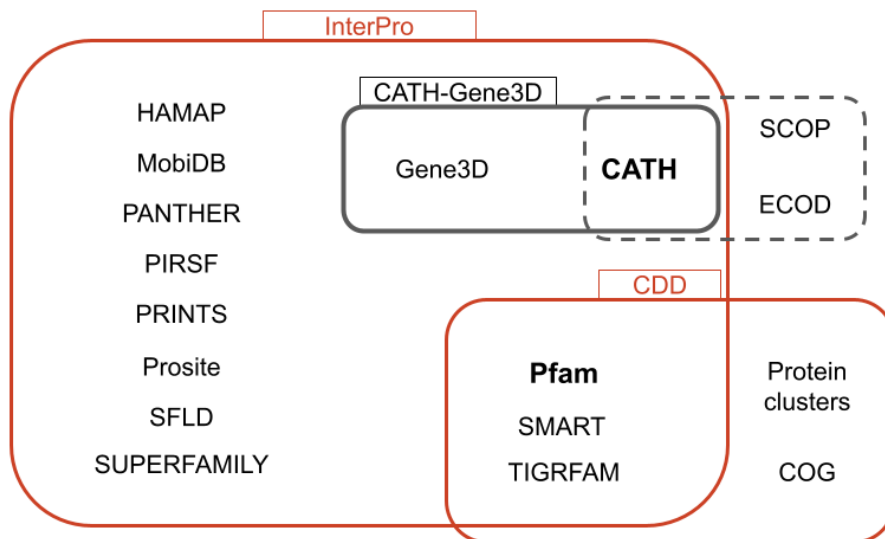 InterPro
HAMAP
MobiDB
PANTHER
PIRSF
PRINTS
Prosite
SFLD
SUPERFAMILY
CATH-Gene3D
Gene3D
CATH
SCOP
ECOD
CDD
Pfam
SMART
TIGRFAM
Protein
clusters
COG